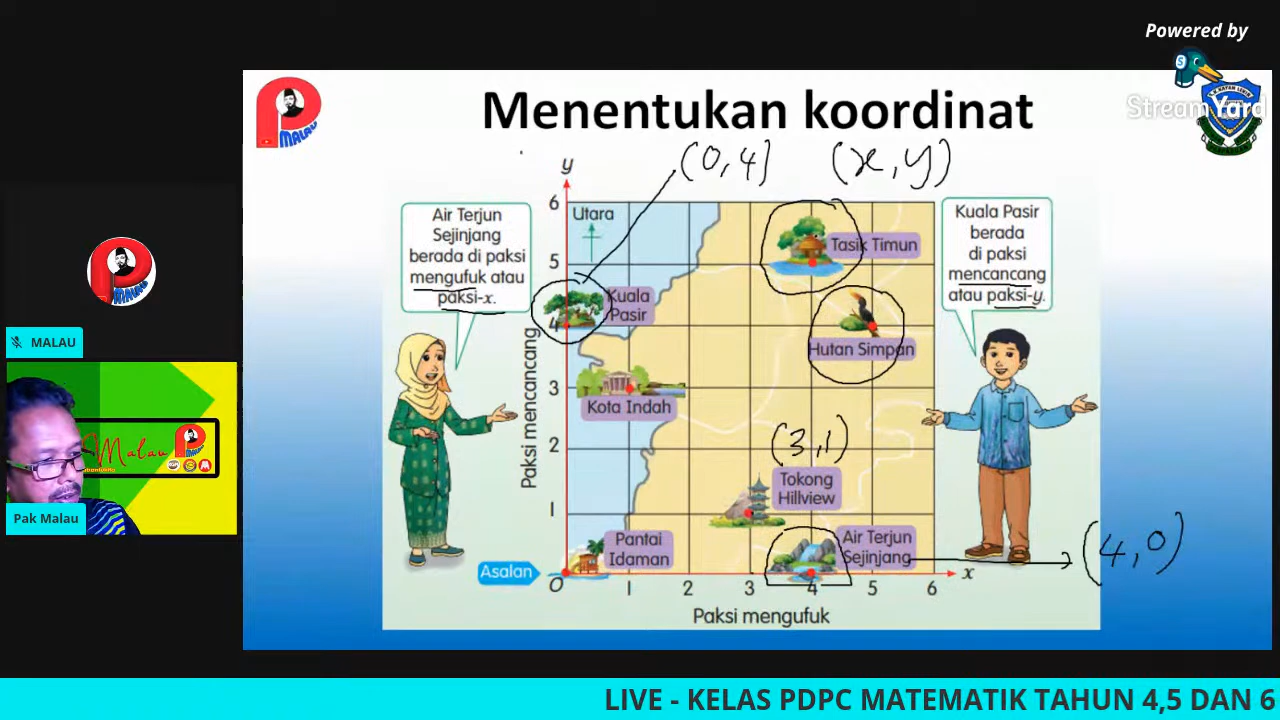 Powered by
StreamYard
P
MALAU
Menentukan koordinat
y
(0,4)
(x,y)
Air Terjun
Sejinjang
berada di paksi
mengufuk atau
paksi-x.
Kuala Pasir
berada
di paksi
mencancang
atau paksi-y.
6
5
4
3
2
1
O
Utara
Tasik Timun
Kuala
Pasir
Hutan Simpan
Kota Indah
(3,1)
Tokong
Hillview
Pantai
Idaman
Air Terjun
Sejinjang
(4,0)
Asalan
Paksi mencancang
1 2 3 4 5 6
x
Paksi mengufuk
P
MALAU
MALAU
Malau
Pak Malau
LIVE - KELAS PDPC MATEMATIK TAHUN 4,5 DAN 6